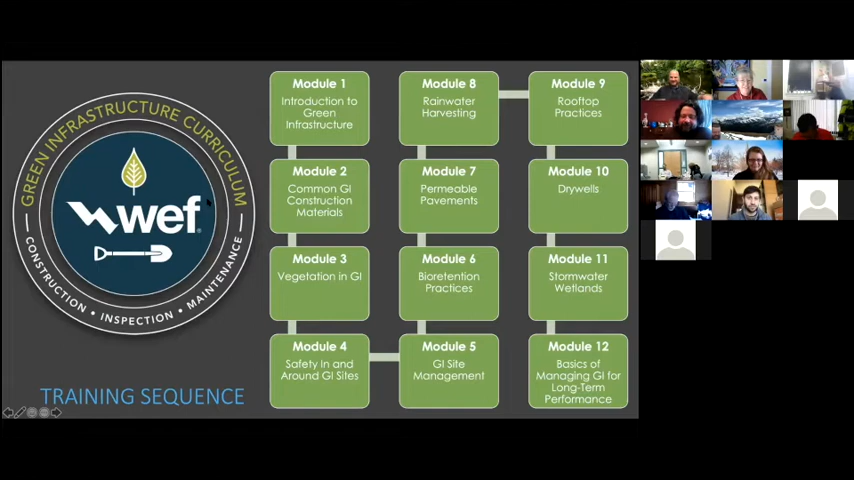 GREEN INFRASTRUCTURE CURRICULUM
wef®
CONSTRUCTION • INSPECTION • MAINTENANCE
TRAINING SEQUENCE
Module 1
Introduction to
Green
Infrastructure
Module 2
Common GI
Construction
Materials
Module 3
Vegetation in GI
Module 4
Safety In and
Around GI Sites
Module 5
GI Site
Management
Module 6
Bioretention
Practices
Module 7
Permeable
Pavements
Module 8
Rainwater
Harvesting
Module 9
Rooftop
Practices
Module 10
Drywells
Module 11
Stormwater
Wetlands
Module 12
Basics of
Managing GI for
Long-Term
Performance